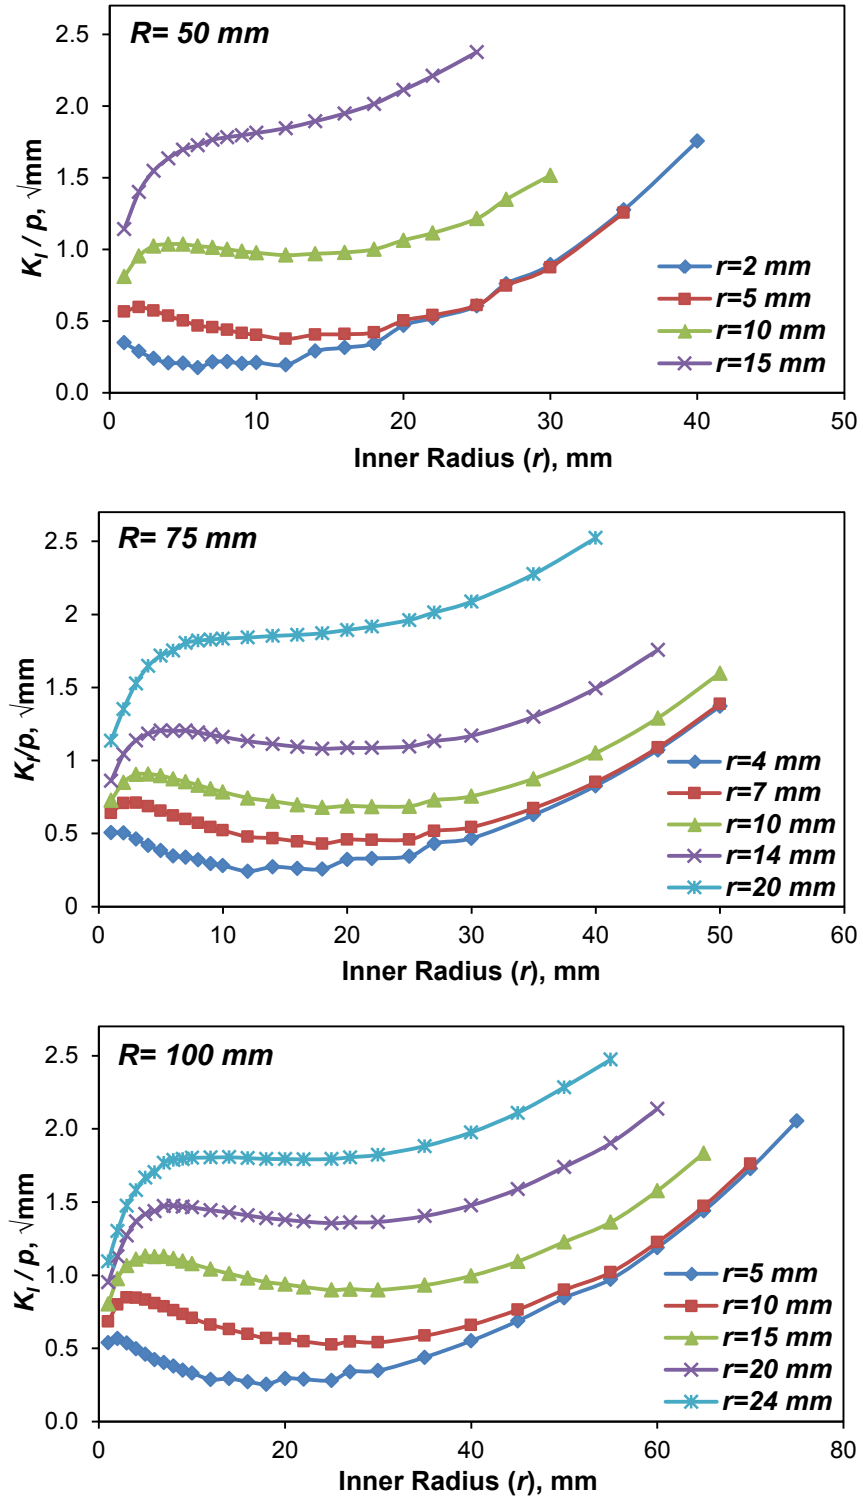 R= 50 mm
2.5
2.0
1.5
1.0
0.5
0.0
K_I / p, √mm
r=2 mm
r=5 mm
r=10 mm
r=15 mm
0 10 20 30 40 50
Inner Radius (r), mm
R= 75 mm
2.5
2
1.5
1
0.5
0
K_I/p, √mm
r=4 mm
r=7 mm
r=10 mm
r=14 mm
r=20 mm
0 10 20 30 40 50 60
Inner Radius (r), mm
R= 100 mm
2.5
2.0
1.5
1.0
0.5
0.0
K_I / p, √mm
r=5 mm
r=10 mm
r=15 mm
r=20 mm
r=24 mm
0 20 40 60 80
Inner Radius (r), mm